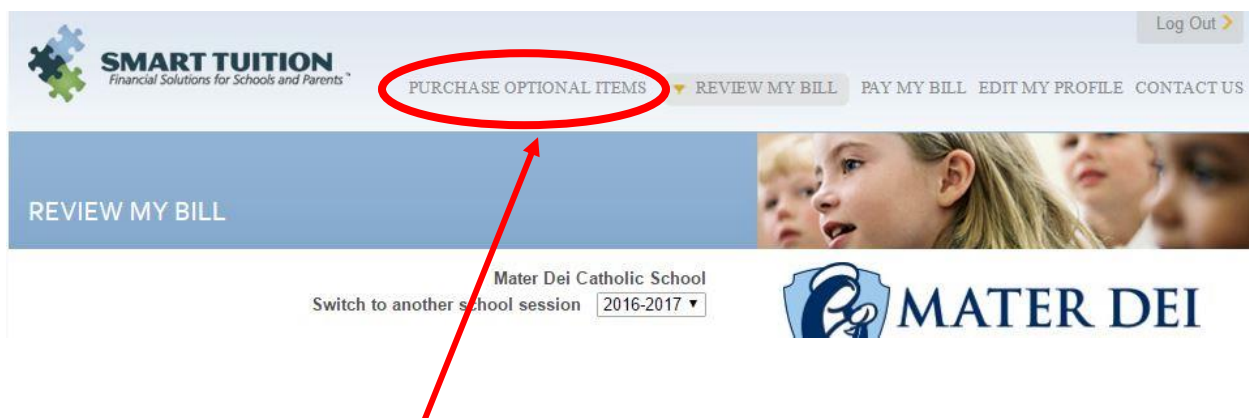 Log Out >
SMART TUITION
Financial Solutions for Schools and Parents™
PURCHASE OPTIONAL ITEMS REVIEW MY BILL PAY MY BILL EDIT MY PROFILE CONTACT US
REVIEW MY BILL
Mater Dei Catholic School
Switch to another school session 2016-2017
MATER DEI